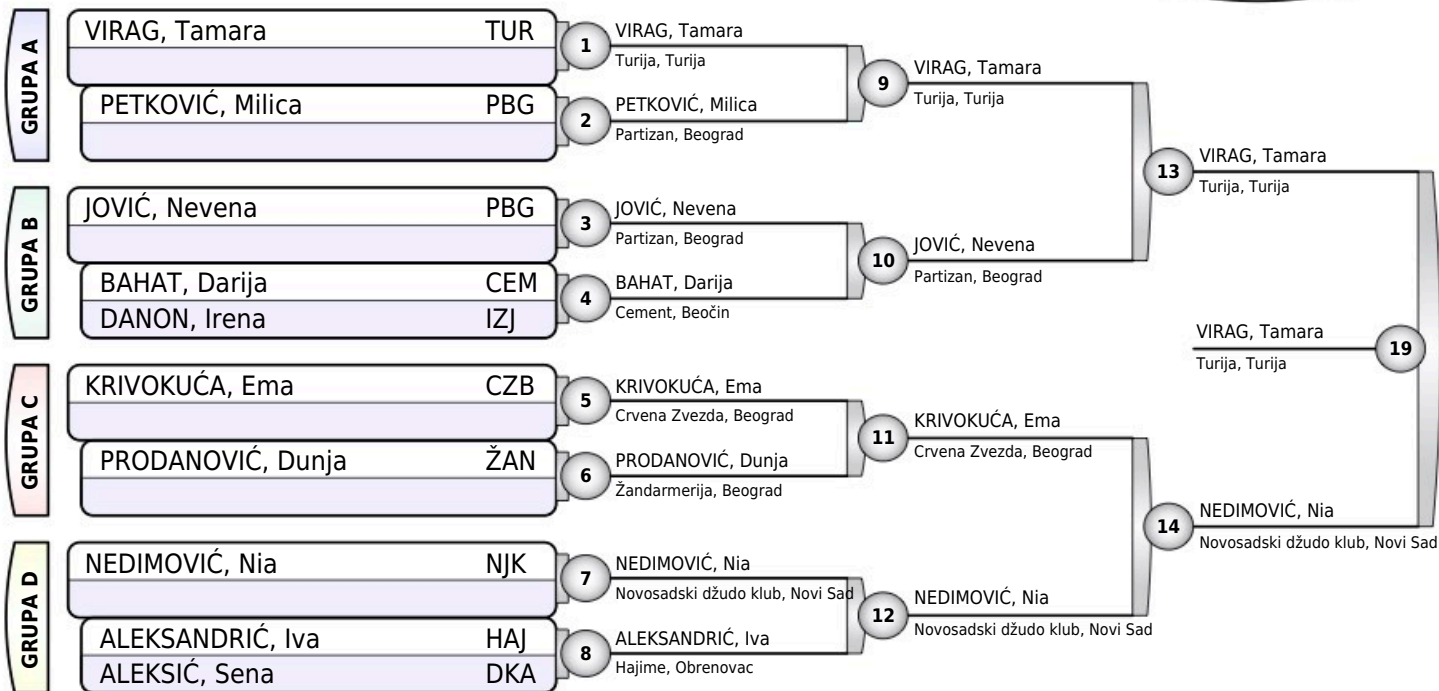 GRUPA A
VIRAG, Tamara TUR
PETKOVIĆ, Milica PBG
GRUPA B
JOVIĆ, Nevena PBG
BAHAT, Darija CEM
DANON, Irena IZJ
GRUPA C
KRIVOKUĆA, Ema CZB
PRODANOVIĆ, Dunja ŽAN
GRUPA D
NEDIMOVIĆ, Nia NJK
ALEKSANDRIĆ, Iva HAJ
ALEKSIĆ, Sena DKA
1
VIRAG, Tamara
Turija, Turija
2
PETKOVIĆ, Milica
Partizan, Beograd
3
JOVIĆ, Nevena
Partizan, Beograd
4
BAHAT, Darija
Cement, Beočin
5
KRIVOKUĆA, Ema
Crvena Zvezda, Beograd
6
PRODANOVIĆ, Dunja
Žandarmerija, Beograd
7
NEDIMOVIĆ, Nia
Novosadski džudo klub, Novi Sad
8
ALEKSANDRIĆ, Iva
Hajime, Obrenovac
9
VIRAG, Tamara
Turija, Turija
10
JOVIĆ, Nevena
Partizan, Beograd
11
KRIVOKUĆA, Ema
Crvena Zvezda, Beograd
12
NEDIMOVIĆ, Nia
Novosadski džudo klub, Novi Sad
13
VIRAG, Tamara
Turija, Turija
14
NEDIMOVIĆ, Nia
Novosadski džudo klub, Novi Sad
VIRAG, Tamara
Turija, Turija
19